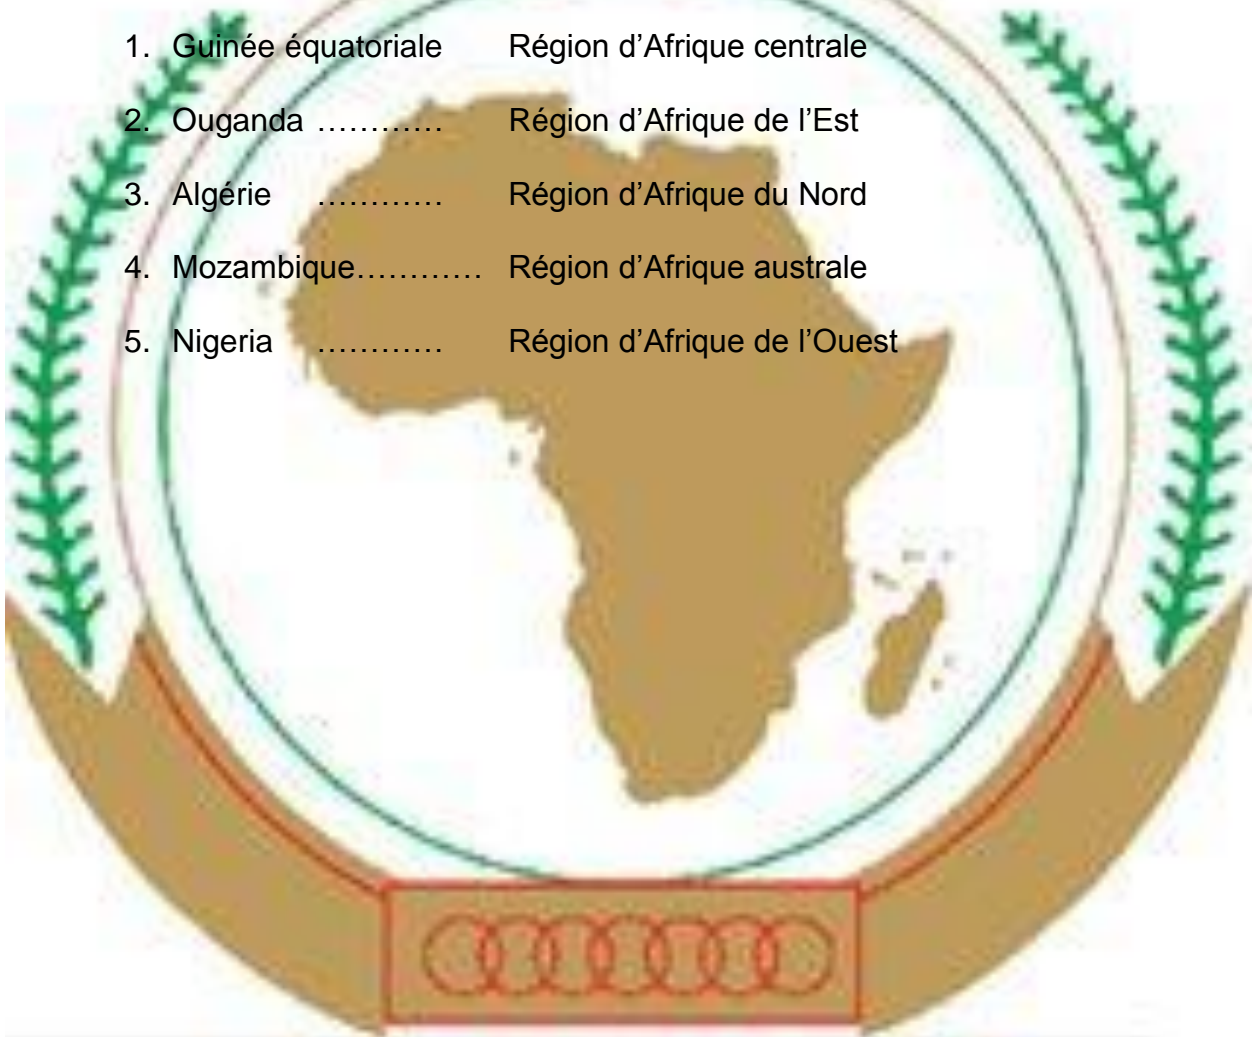 1. Guinée équatoriale Région d’Afrique centrale
2. Ouganda ………… Région d’Afrique de l’Est
3. Algérie ………… Région d’Afrique du Nord
4. Mozambique………… Région d’Afrique australe
5. Nigeria ………… Région d’Afrique de l’Ouest